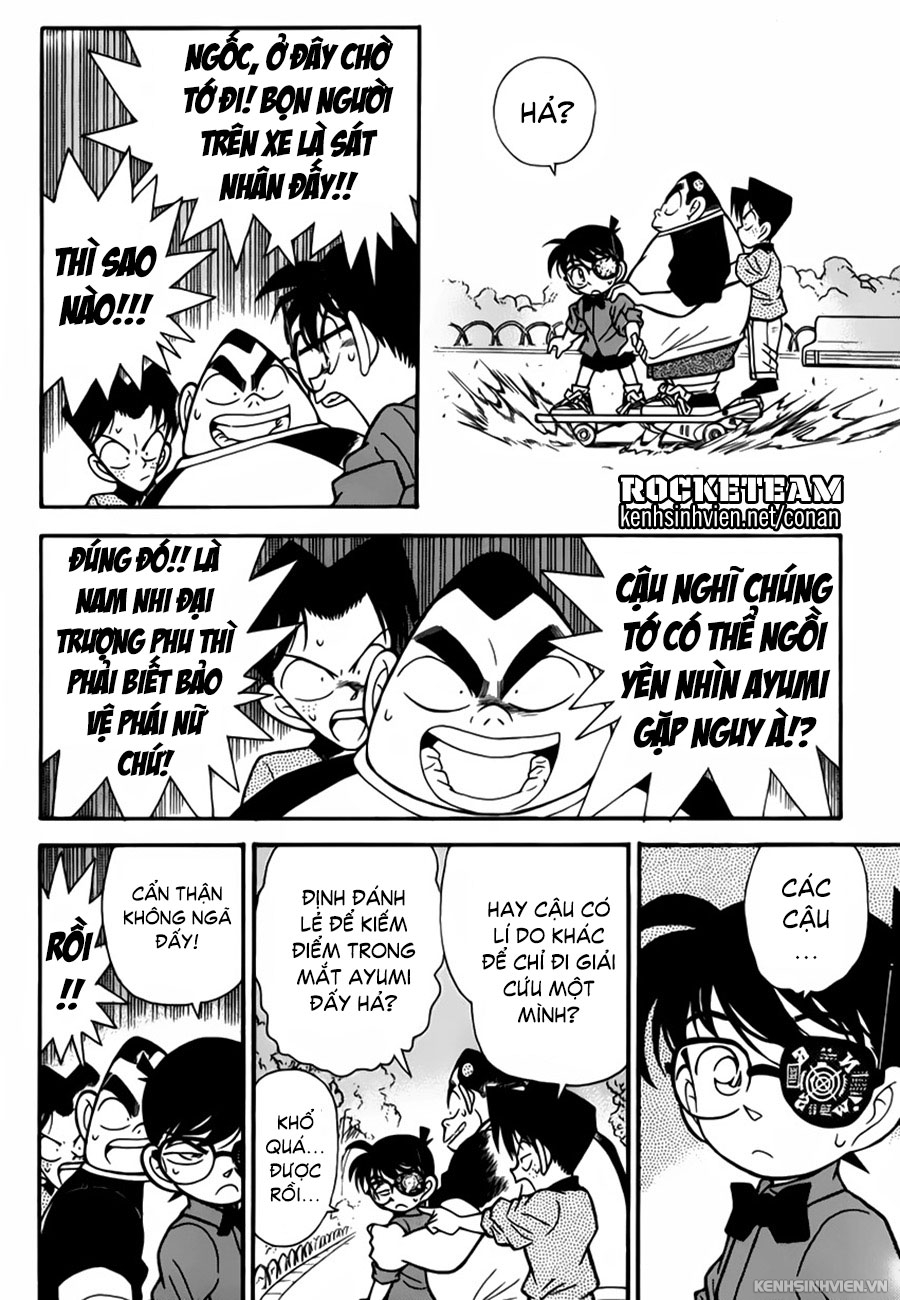 HẢ?
NGỐC, Ở ĐÂY CHỜ
TỚ ĐI! BỌN NGƯỜI
TRÊN XE LÀ SÁT
NHÂN ĐẤY!!
THÌ SAO
NÀO!!!
ROCKETEAM
kenhsinhvien.net/conan
CẬU NGHĨ CHÚNG
TỚ CÓ THỂ NGỒI
YÊN NHÌN AYUMI
GẶP NGUY À!?
ĐÚNG ĐÓ!! LÀ
NAM NHI ĐẠI
TRƯỢNG PHU THÌ
PHẢI BIẾT BẢO
VỆ PHÁI NỮ
CHỨ!
CÁC
CẬU
...
HAY CẬU CÓ
LÍ DO KHÁC
ĐỂ CHỈ ĐI GIẢI
CỨU MỘT
MÌNH?
ĐỊNH ĐÁNH
LẺ ĐỂ KIẾM
ĐIỂM TRONG
MẮT AYUMI
ĐẤY HẢ?
KHỔ
QUÁ...
ĐƯỢC
RỒI...
CẨN THẬN
KHÔNG NGÃ
ĐẤY!
RỒI
!!
KENHSINHVIEN.VN